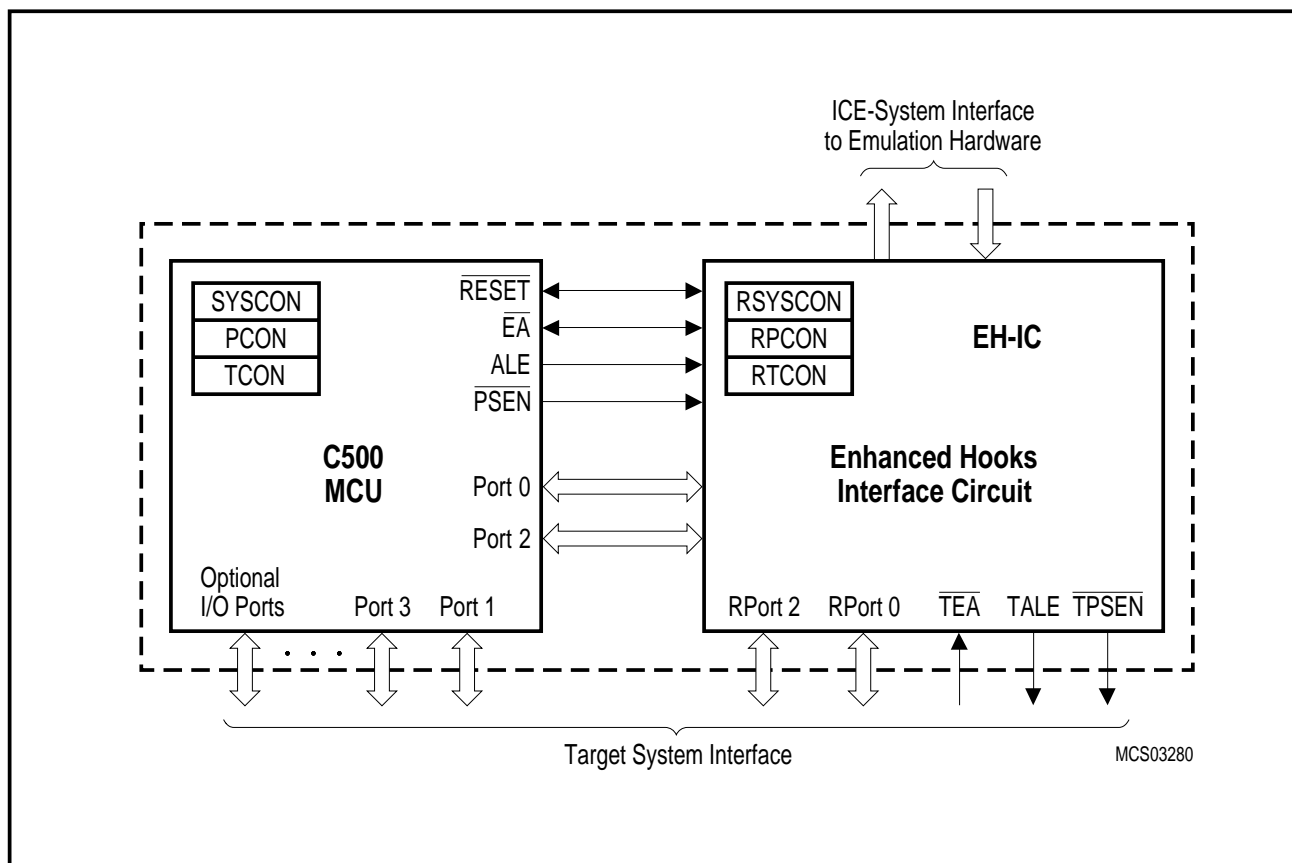 ICE-System Interface
to Emulation Hardware
SYSCON
PCON
TCON
RESET
EA
ALE
PSEN
C500
MCU
Port 0
Port 2
Optional
I/O Ports
Port 3
Port 1
. . .
RSYSCON
RPCON
RTCON
EH-IC
Enhanced Hooks
Interface Circuit
RPort 2
RPort 0
TEA
TALE
TPSEN
Target System Interface
MCS03280